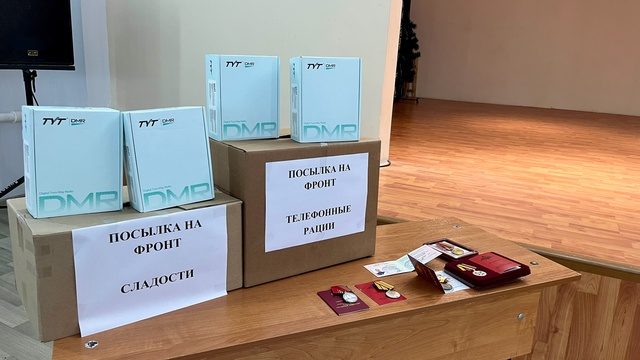 TYT DMR
DMR
TYT DMR
DMR
TYT DMR
DMR
TYT DMR
DMR
ПОСЫЛКА НА
ФРОНТ
СЛАДОСТИ
ПОСЫЛКА НА
ФРОНТ
ТЕЛЕФОННЫЕ
РАЦИИ